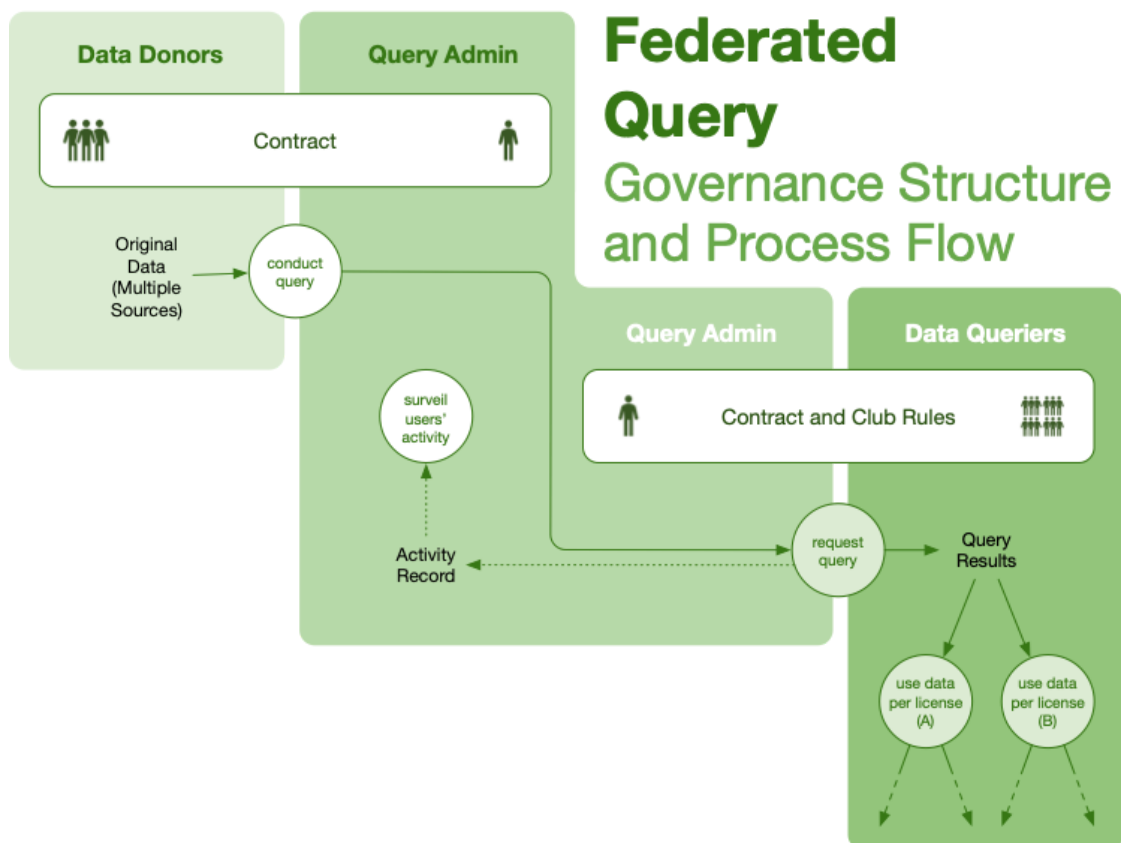 Federated
Query
Governance Structure
and Process Flow
Data Donors
Query Admin
Contract
Original
Data
(Multiple
Sources)
conduct
query
Query Admin
Data Queriers
Contract and Club Rules
surveil
users'
activity
Activity
Record
request
query
Query
Results
use data
per license
(A)
use data
per license
(B)